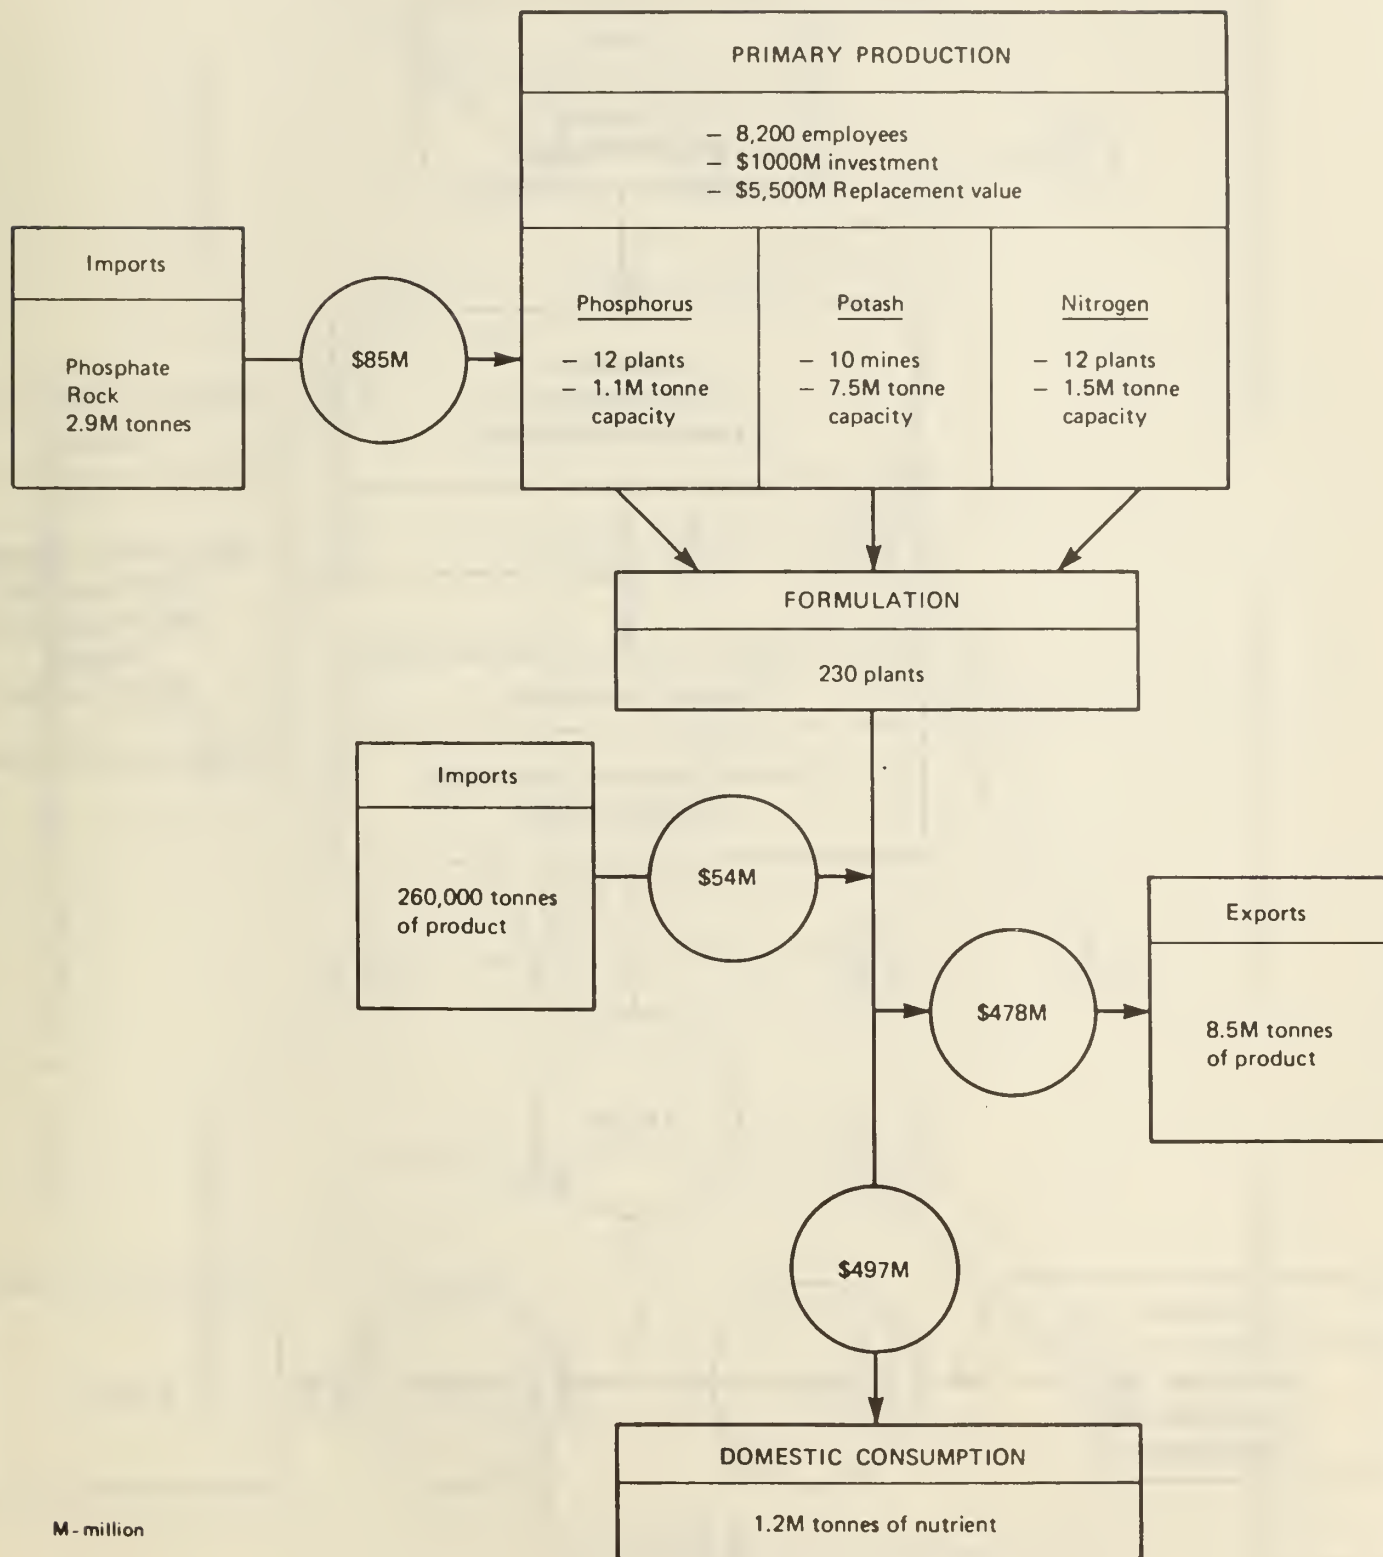 PRIMARY PRODUCTION
– 8,200 employees
– $1000M investment
– $5,500M Replacement value
Imports
Phosphate
Rock
2.9M tonnes
$85M
Phosphorus
– 12 plants
– 1.1M tonne
capacity
Potash
– 10 mines
– 7.5M tonne
capacity
Nitrogen
– 12 plants
– 1.5M tonne
capacity
FORMULATION
230 plants
Imports
260,000 tonnes
of product
$54M
Exports
8.5M tonnes
of product
$478M
$497M
DOMESTIC CONSUMPTION
1.2M tonnes of nutrient
M - million